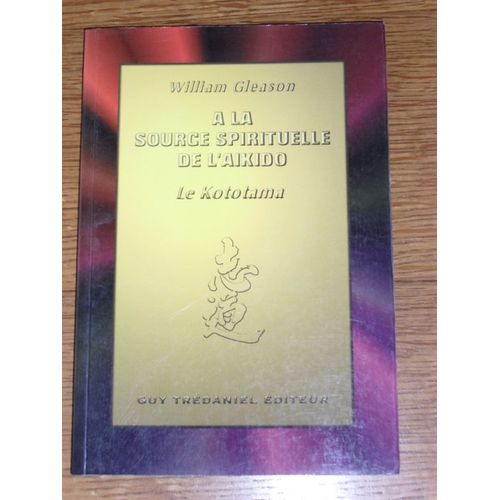 William Gleason
A LA
SOURCE SPIRITUELLE
DE L'AIKIDO
Le Kototama
GUY TRÉDANIEL ÉDITEUR